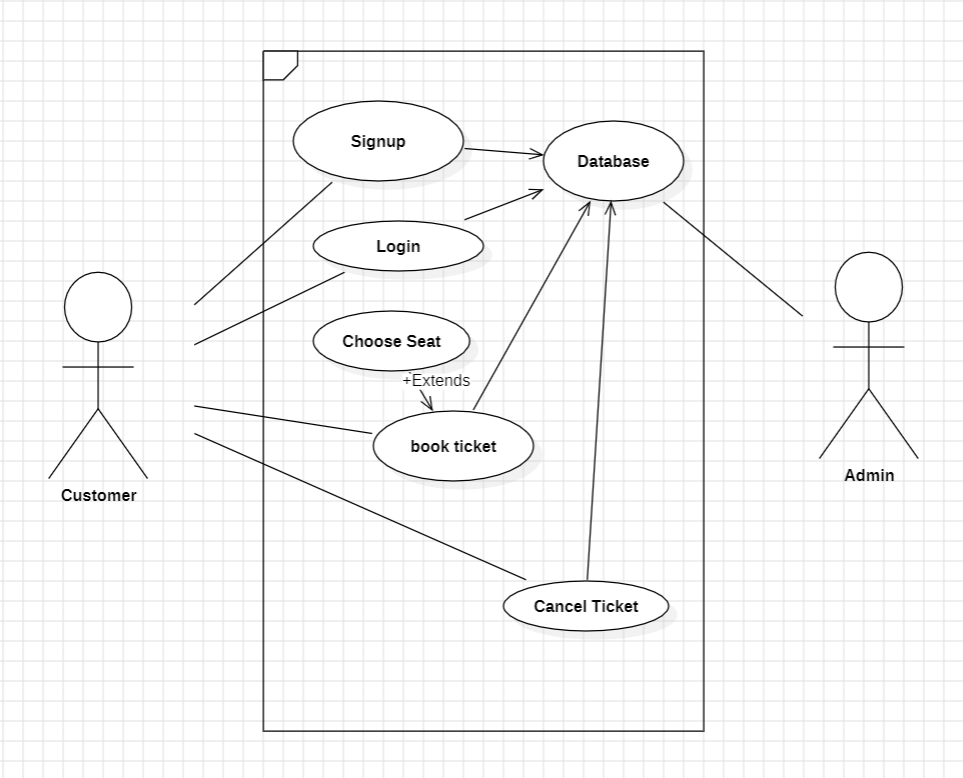 Signup
Database
Login
Choose Seat
+Extends
book ticket
Customer
Admin
Cancel Ticket